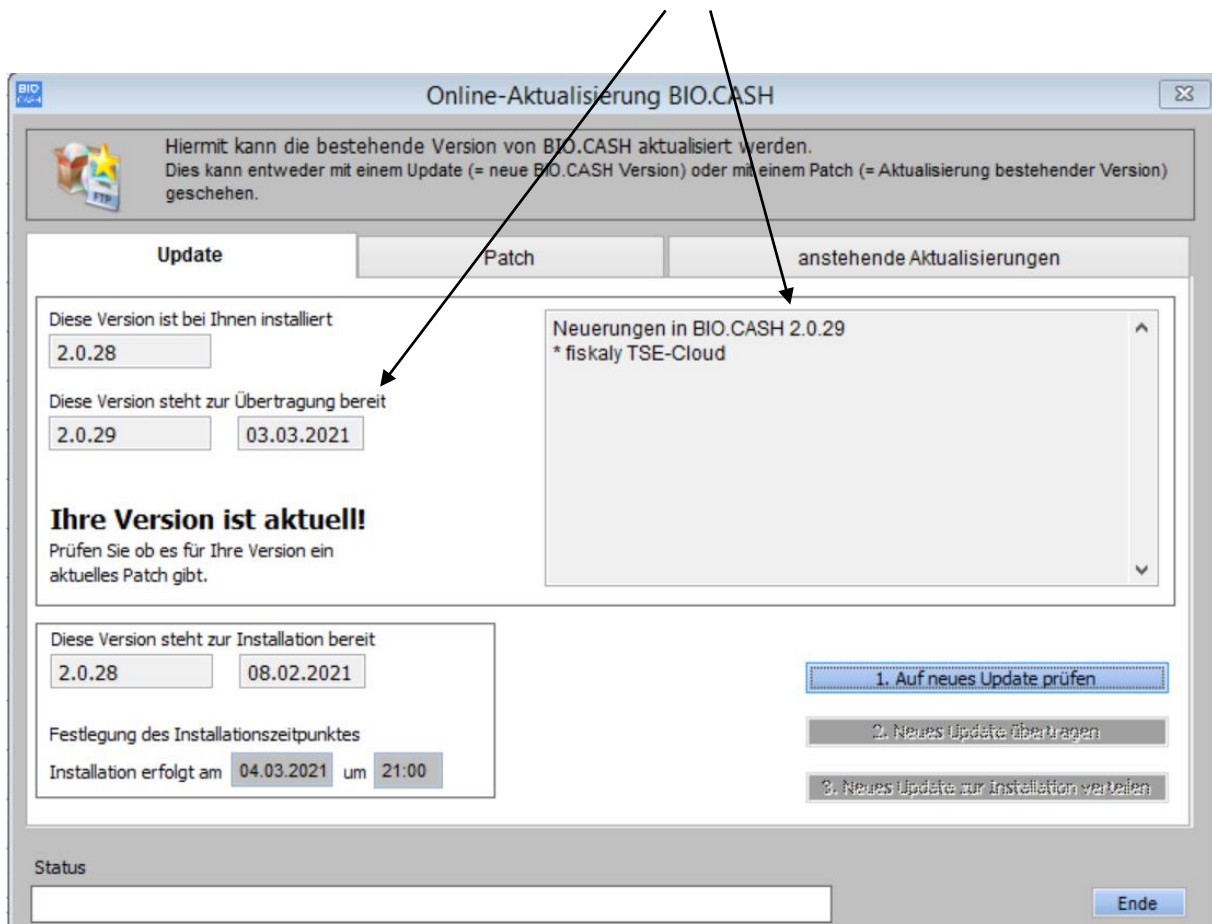 BIO
CASH
Online-Aktualisierung BIO.CASH
Hiermit kann die bestehende Version von BIO.CASH aktualisiert werden.
Dies kann entweder mit einem Update (= neue BIO.CASH Version) oder mit einem Patch (= Aktualisierung bestehender Version)
geschehen.
FTP
Update
Patch
anstehende Aktualisierungen
Diese Version ist bei Ihnen installiert
2.0.28
Diese Version steht zur Übertragung bereit
2.0.29 03.03.2021
Ihre Version ist aktuell!
Prüfen Sie ob es für Ihre Version ein
aktuelles Patch gibt.
Neuerungen in BIO.CASH 2.0.29
* fiskaly TSE-Cloud
Diese Version steht zur Installation bereit
2.0.28 08.02.2021
Festlegung des Installationszeitpunktes
Installation erfolgt am 04.03.2021 um 21:00
1. Auf neues Update prüfen
2. Neues Update übertragen
3. Neues Update zur Installation verteilen
Status
Ende